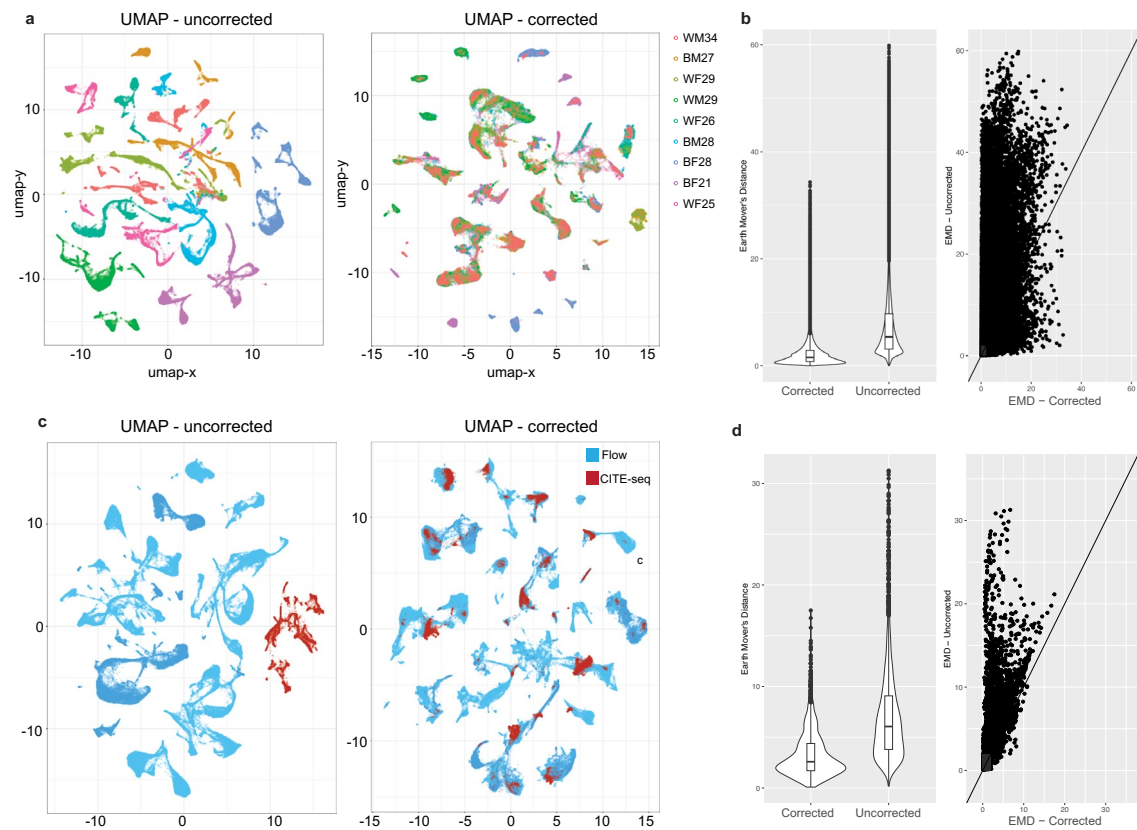 a
UMAP - uncorrected
UMAP - corrected
b
umap-y
10
0
-10
-10
0
10
umap-x
umap-y
10
0
-10
-15
-10
-5
0
5
10
15
umap-x
WM34
BM27
WF29
WM29
WF26
BM28
BF28
BF21
WF25
Earth Mover's Distance
60
40
20
0
Corrected
Uncorrected
EMD − Uncorrected
60
40
20
0
0
20
40
60
EMD − Corrected
c
UMAP - uncorrected
UMAP - corrected
d
10
0
-10
-10
0
10
10
0
-10
-15
-10
-5
0
5
10
15
Flow
CITE-seq
c
Earth Mover's Distance
30
20
10
0
Corrected
Uncorrected
EMD − Uncorrected
30
20
10
0
0
10
20
30
EMD − Corrected